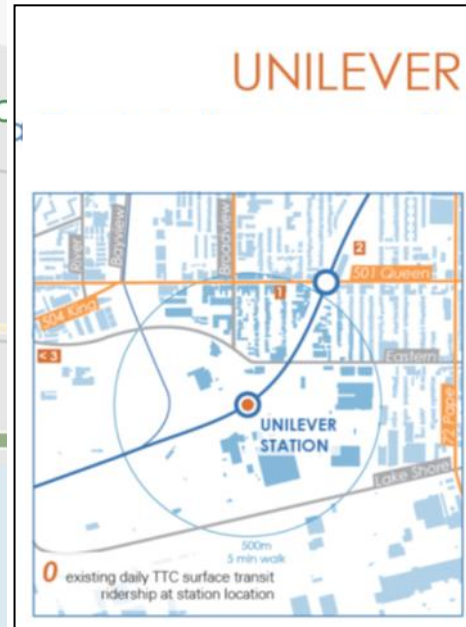 UNILEVER
River
Bayview
Broadview
2
501 Queen
1
504 King
< 3
Eastern
UNILEVER
STATION
72 Pape
Lake Shore
500m
5 min walk
0 existing daily TTC surface transit
ridership at station location